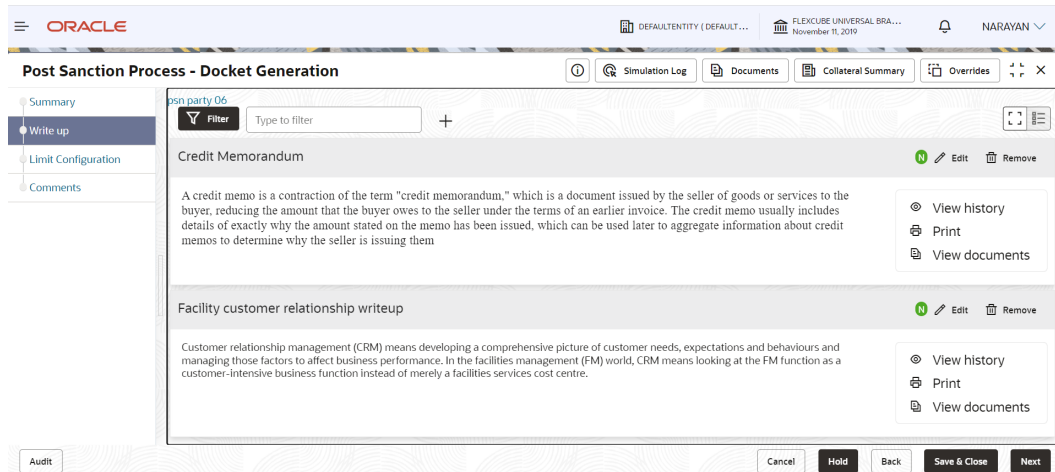 ORACLE
DEFAULTENTITY ( DEFAULT...
FLEXCUBE UNIVERSAL BRA...
November 11, 2019
NARAYAN
Post Sanction Process - Docket Generation
Simulation Log
Documents
Collateral Summary
Overrides
Summary
Write up
Limit Configuration
Comments
psn party 06
Filter
Type to filter
Credit Memorandum
N
Edit
Remove
A credit memo is a contraction of the term "credit memorandum," which is a document issued by the seller of goods or services to the
buyer, reducing the amount that the buyer owes to the seller under the terms of an earlier invoice. The credit memo usually includes
details of exactly why the amount stated on the memo has been issued, which can be used later to aggregate information about credit
memos to determine why the seller is issuing them
View history
Print
View documents
Facility customer relationship writeup
N
Edit
Remove
Customer relationship management (CRM) means developing a comprehensive picture of customer needs, expectations and behaviours and
managing those factors to affect business performance. In the facilities management (FM) world, CRM means looking at the FM function as a
customer-intensive business function instead of merely a facilities services cost centre.
View history
Print
View documents
Audit
Cancel
Hold
Back
Save & Close
Next